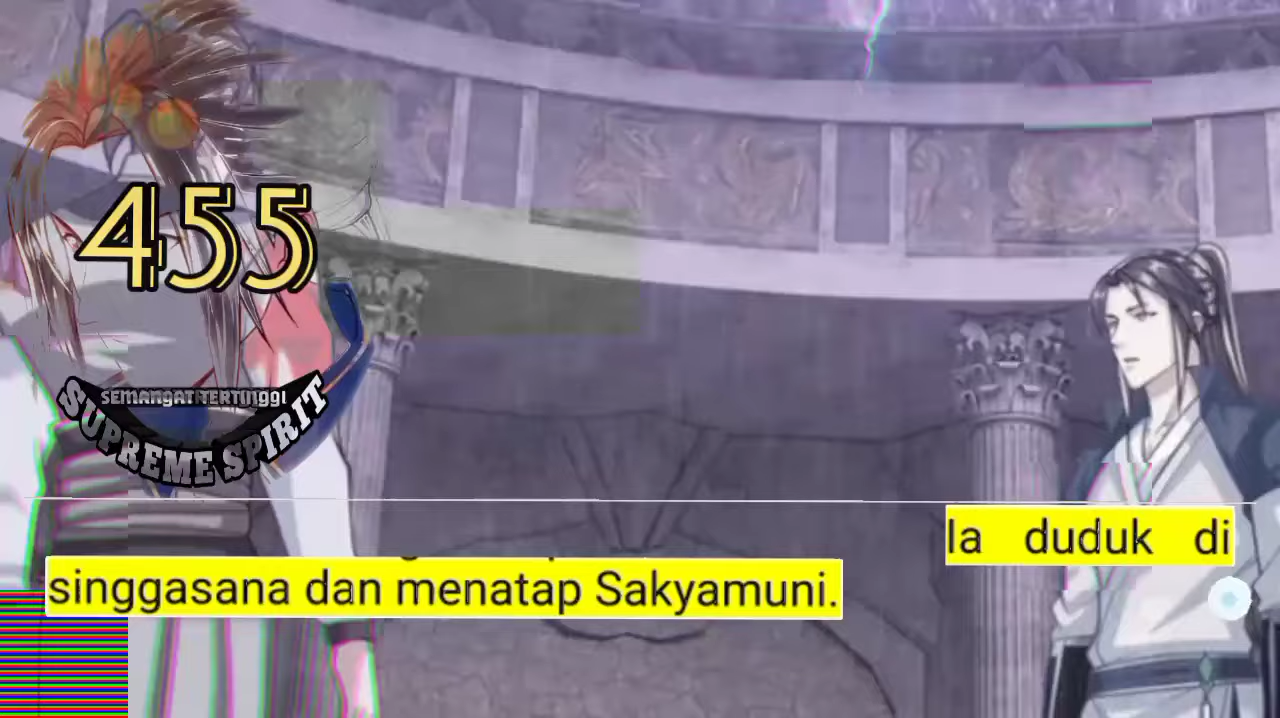 455
SEMANGAT TERTINGGI
SUPREME SPIRIT
Ia duduk di
singgasana dan menatap Sakyamuni.